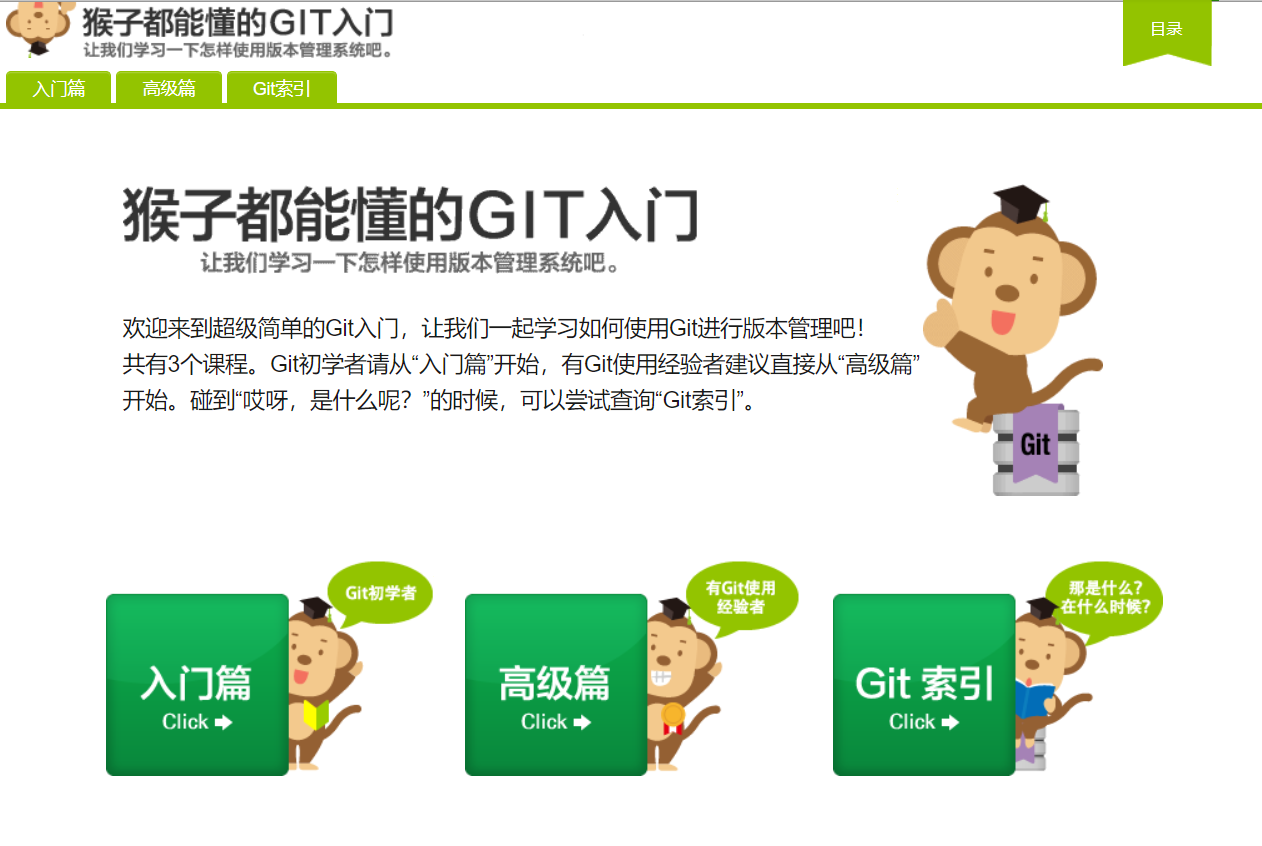 猴子都能懂的GIT入门
让我们学习一下怎样使用版本管理系统吧。
目录
入门篇 高级篇 Git索引
猴子都能懂的GIT入门
让我们学习一下怎样使用版本管理系统吧。
欢迎来到超级简单的Git入门，让我们一起学习如何使用Git进行版本管理吧！
共有3个课程。Git初学者请从“入门篇”开始，有Git使用经验者建议直接从“高级篇”
开始。碰到“哎呀，是什么呢？”的时候，可以尝试查询“Git索引”。
Git
Git初学者
入门篇
Click
有Git使用
经验者
高级篇
Click
那是什么?
在什么时候?
Git 索引
Click